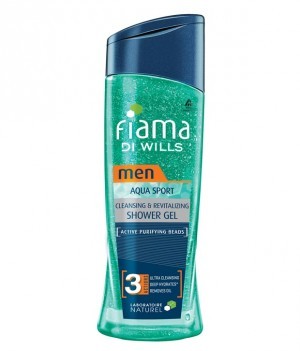 fiama
DI WILLS
men
AQUA SPORT
CLEANSING & REVITALIZING
SHOWER GEL
ACTIVE PURIFYING BEADS
3
ULTRA CLEANSING
DEEP HYDRATES
REMOVES OIL
LABORATOIRE
NATUREL